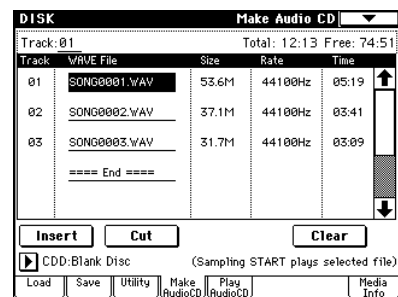 DISK Make Audio CD
Track:01 Total: 12:13 Free: 74:51
Track WAVE File Size Rate Time
01 SONG0001.WAV 53.6M 44100Hz 05:19
02 SONG0002.WAV 37.1M 44100Hz 03:41
03 SONG0003.WAV 31.7M 44100Hz 03:09
==== End ====
Insert Cut Clear
CDD:Blank Disc (Sampling START plays selected file)
Load Save Utility Make AudioCD Play AudioCD Media Info